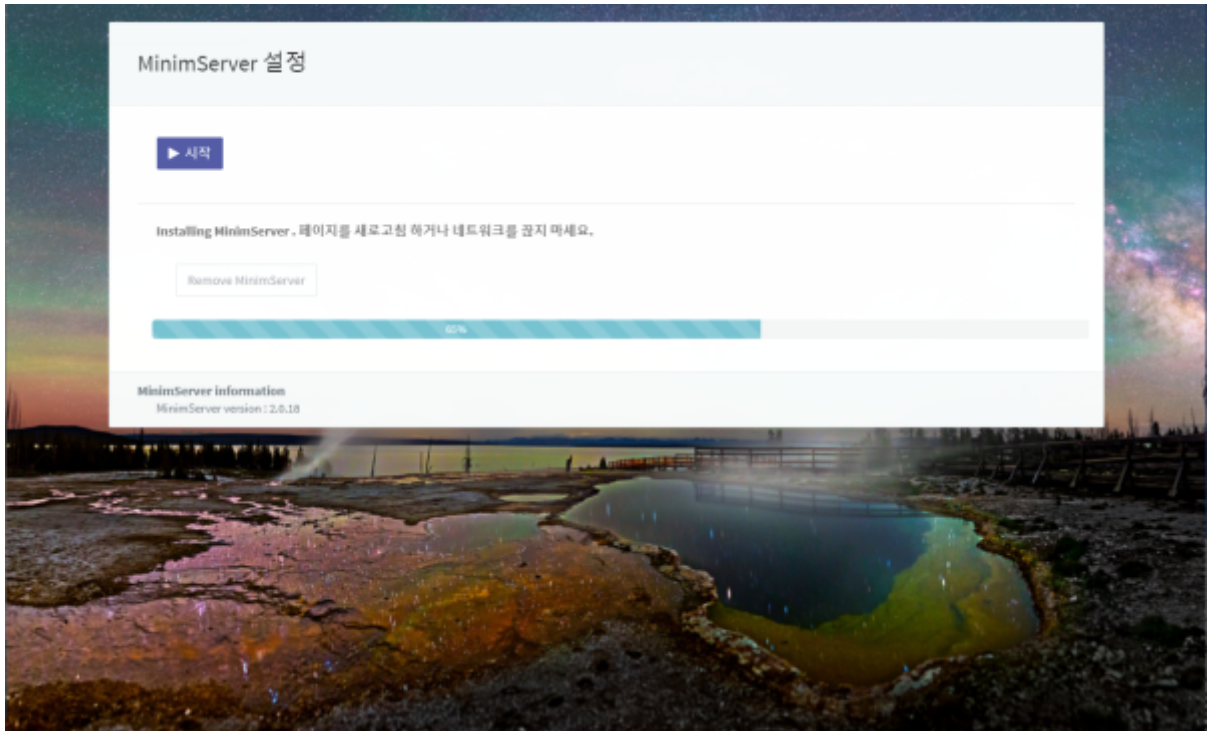 MinimServer 설정
▶ 시작
Installing MinimServer . 페이지를 새로고침 하거나 네트워크를 끊지 마세요.
Remove MinimServer
65%
MinimServer information
MinimServer version : 2.0.18